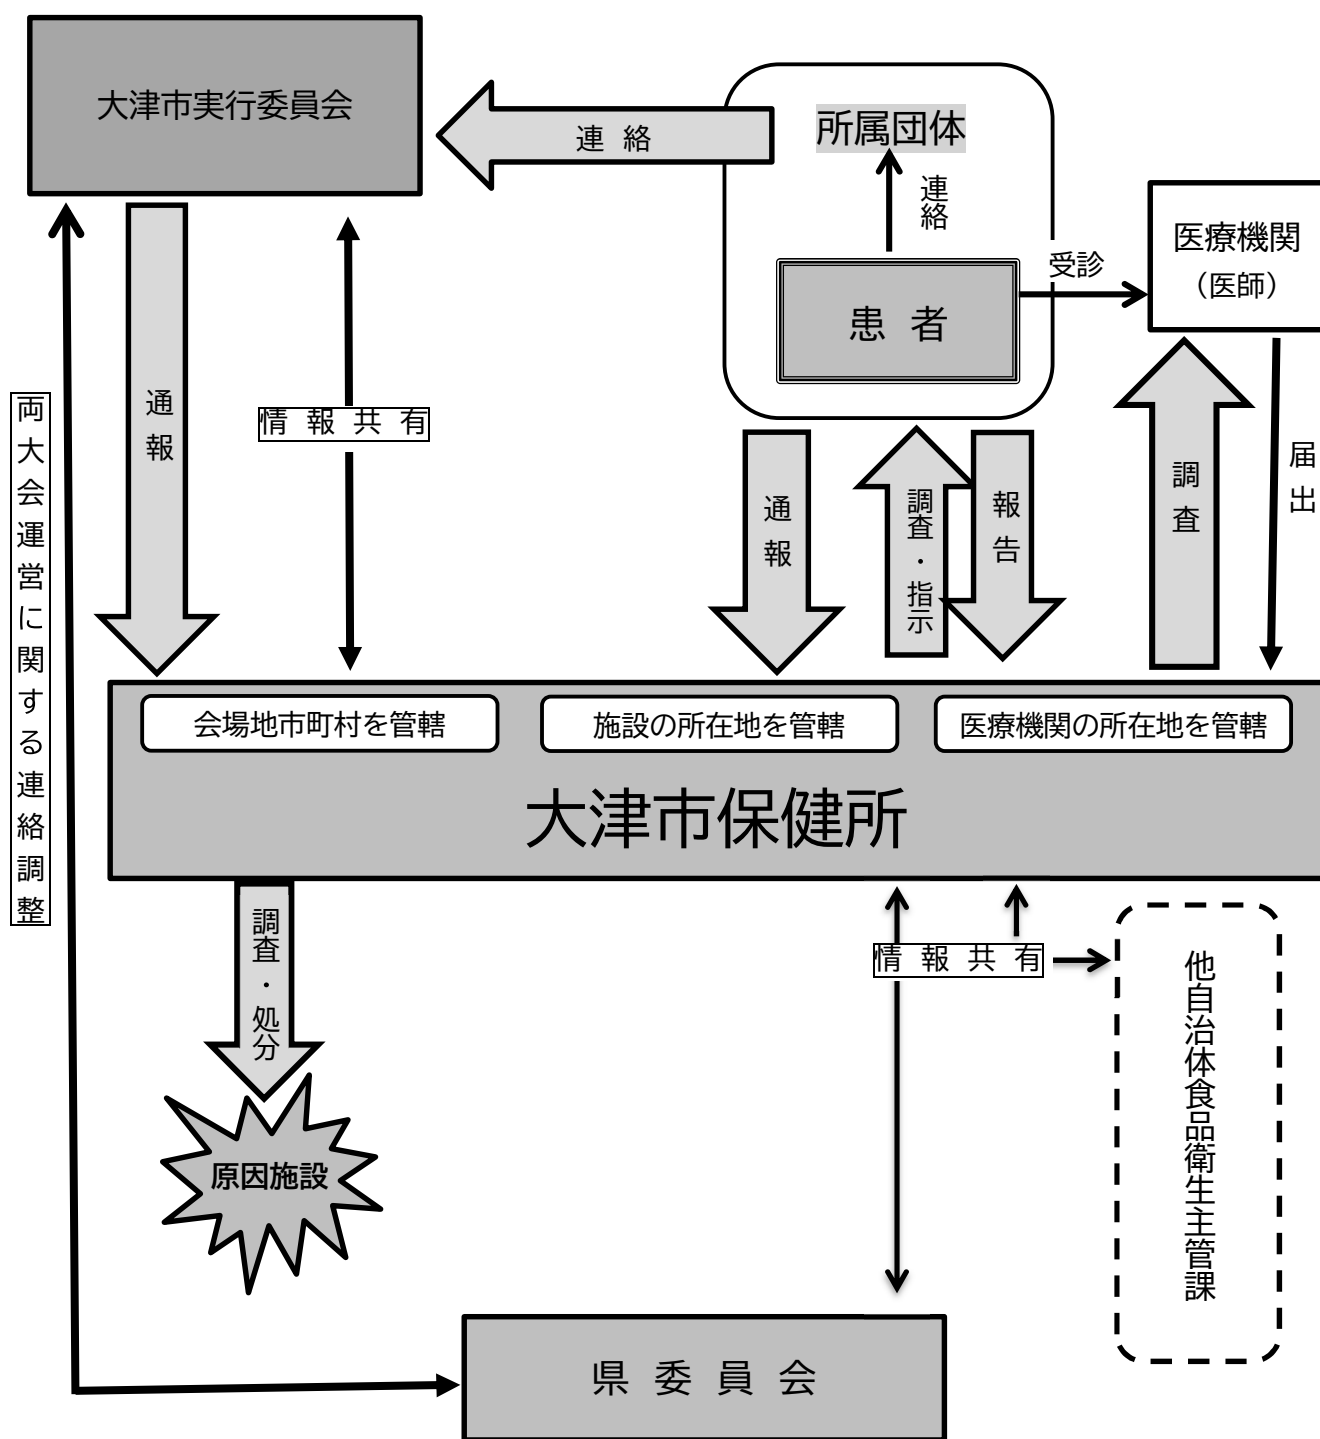 大津市実行委員会
連 絡
所属団体
連絡
患 者
受診
医療機関
（医師）
通報
情 報 共 有
両大会運営に関する連絡調整
通報
調査・指示
報告
調査
届出
会場地市町村を管轄
施設の所在地を管轄
医療機関の所在地を管轄
大津市保健所
調査・処分
情 報 共 有
他自治体食品衛生主管課
原因施設
県 委 員 会